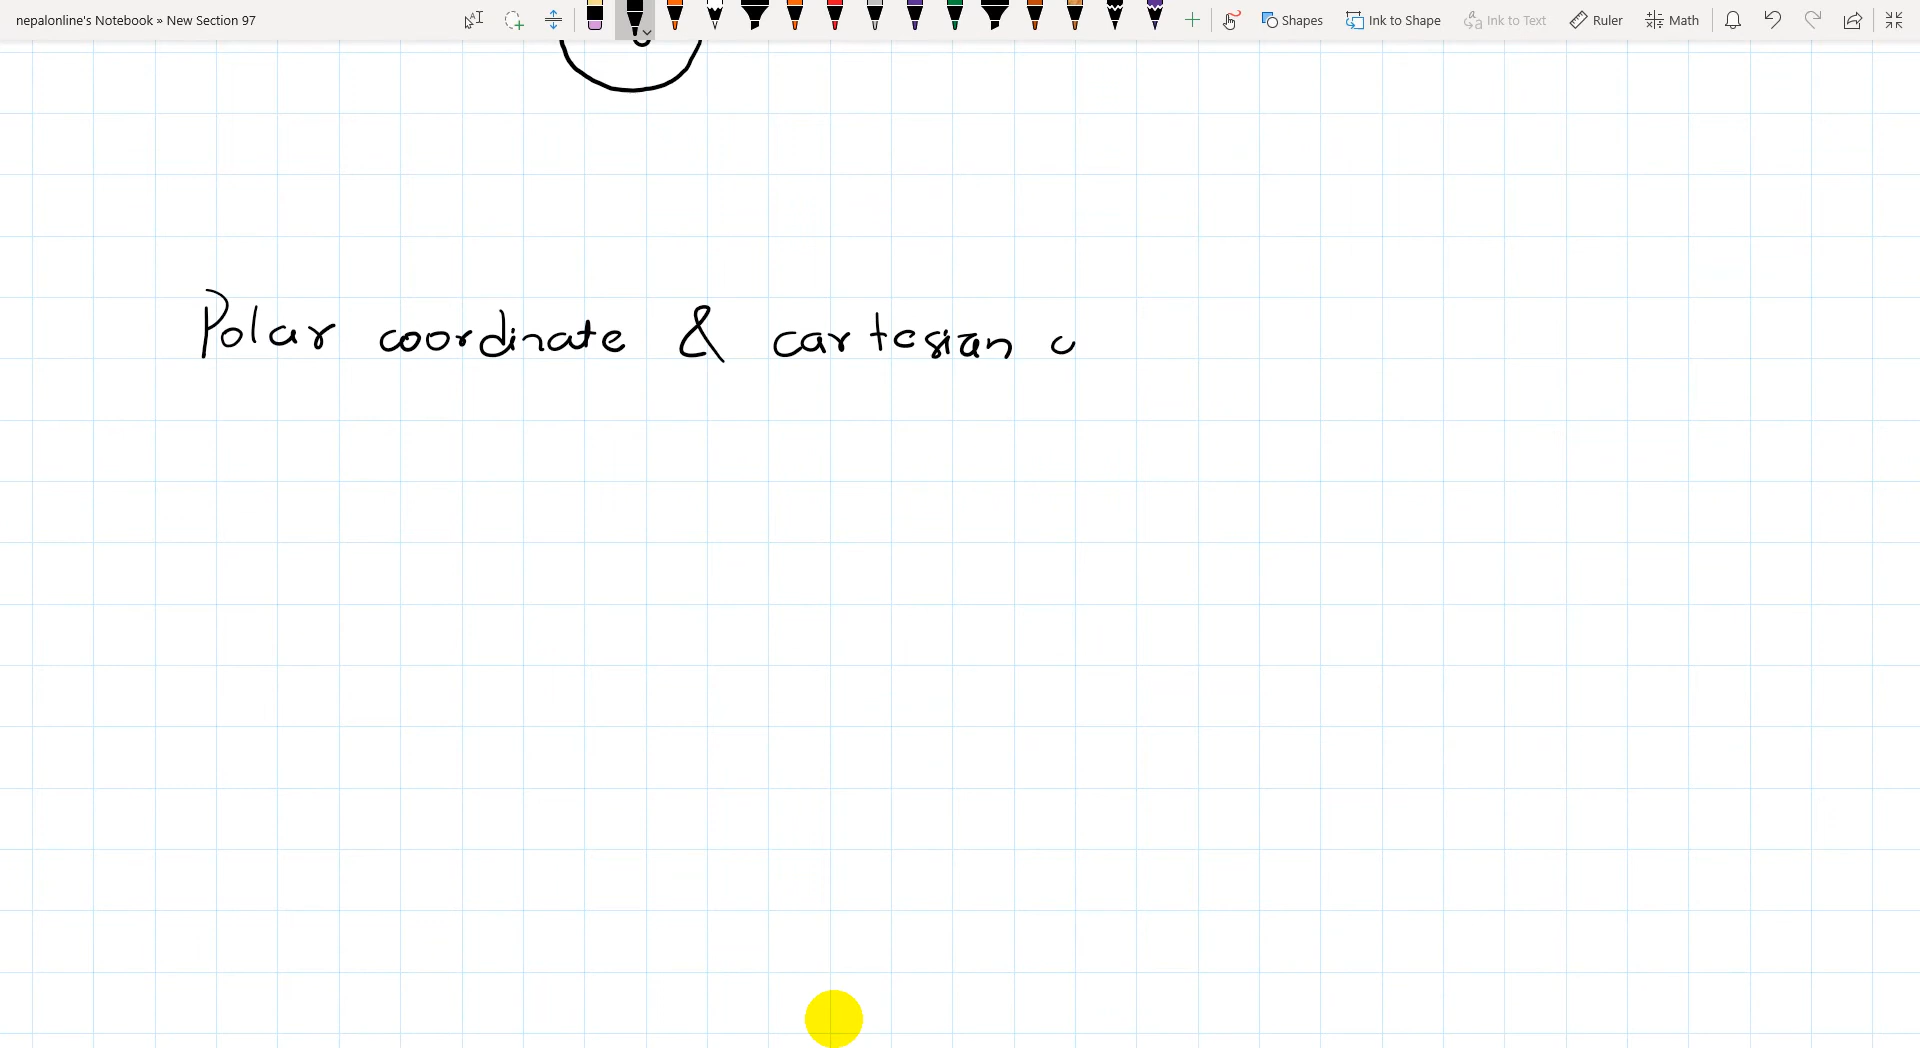 nepalonline's Notebook » New Section 97
Shapes
Ink to Shape
Ink to Text
Ruler
Math
Polar coordinate & cartesian c